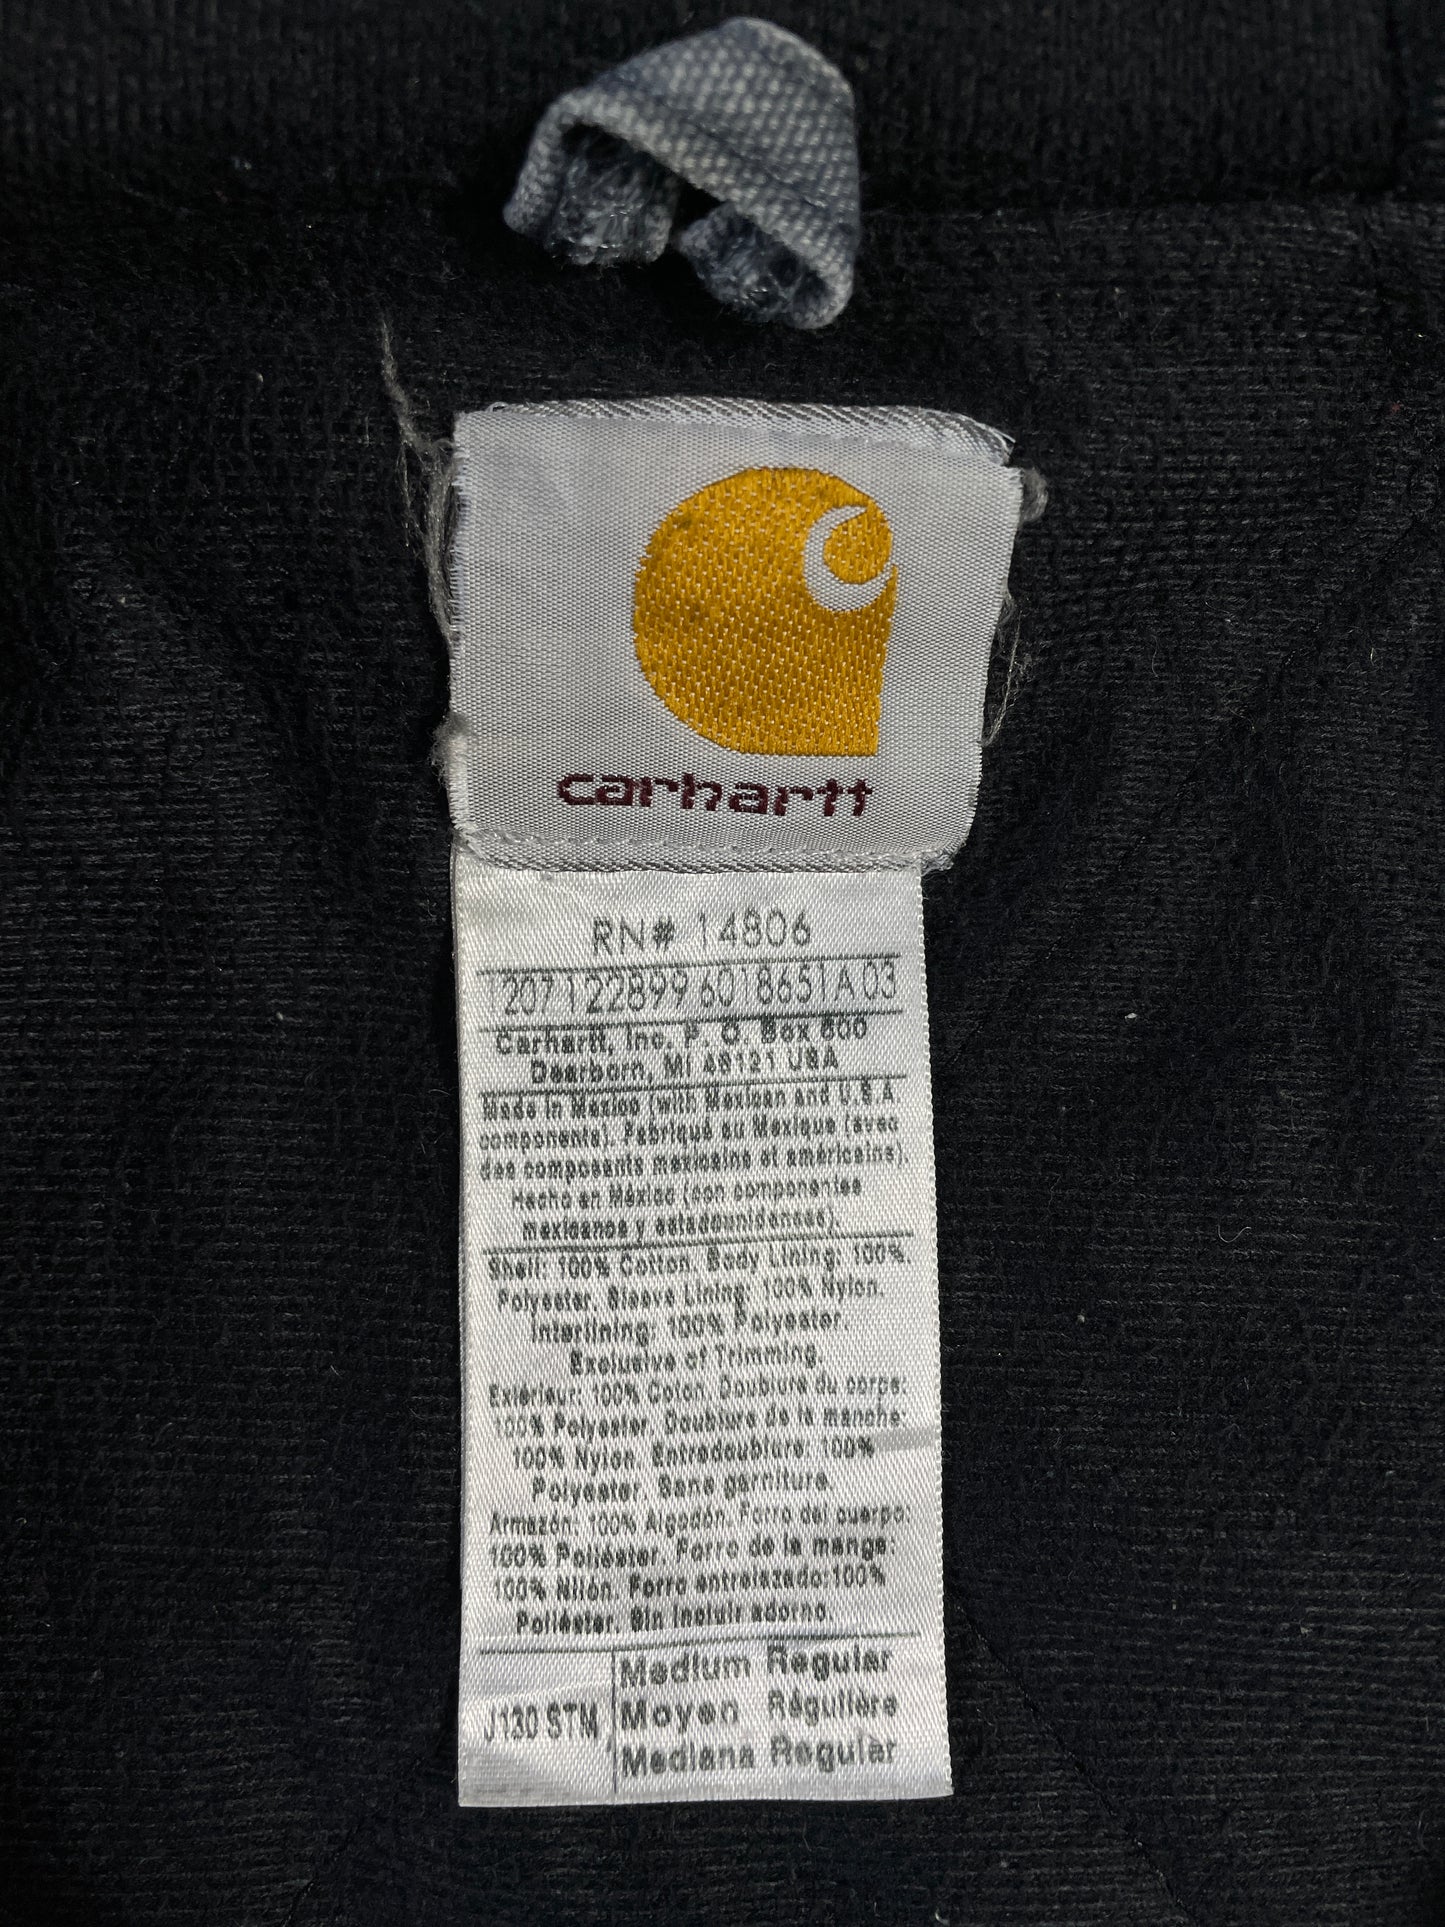 carhartt
RN# 14806
1207122899 6018651A03
Carhartt, Inc. P. O. Box 600
Dearborn, MI 48121 USA
Made in Mexico (with Mexican and U.S.A.
components). Fabriqué au Mexique (avec
des composants mexicains et américains).
Hecho en México (con componentes
mexicanos y estadounidenses).
Shell: 100% Cotton. Body Lining: 100%
Polyester. Sleeve Lining: 100% Nylon.
Interlining: 100% Polyester.
Exclusive of Trimming.
Extérieur: 100% Coton. Doublure du corps:
100% Polyester. Doublure de la manche:
100% Nylon. Entredoublure: 100%
Polyester. Sans garniture.
Armazón: 100% Algodón. Forro del cuerpo:
100% Poliéster. Forro de la manga:
100% Nilón. Forro entrelazado:100%
Poliéster. Sin incluir adorno.
J130 STM
Medium Regular
Moyen Régulière
Mediana Regular